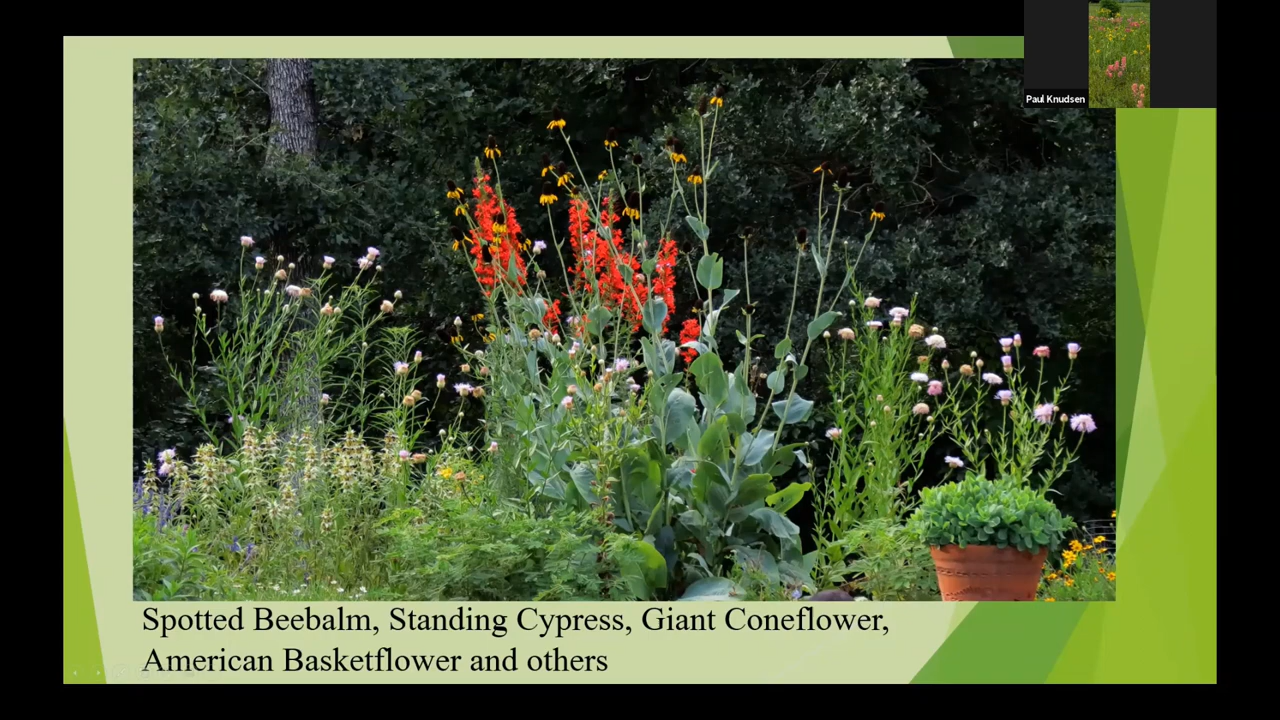 Paul Knudsen
Spotted Beebalm, Standing Cypress, Giant Coneflower,
American Basketflower and others